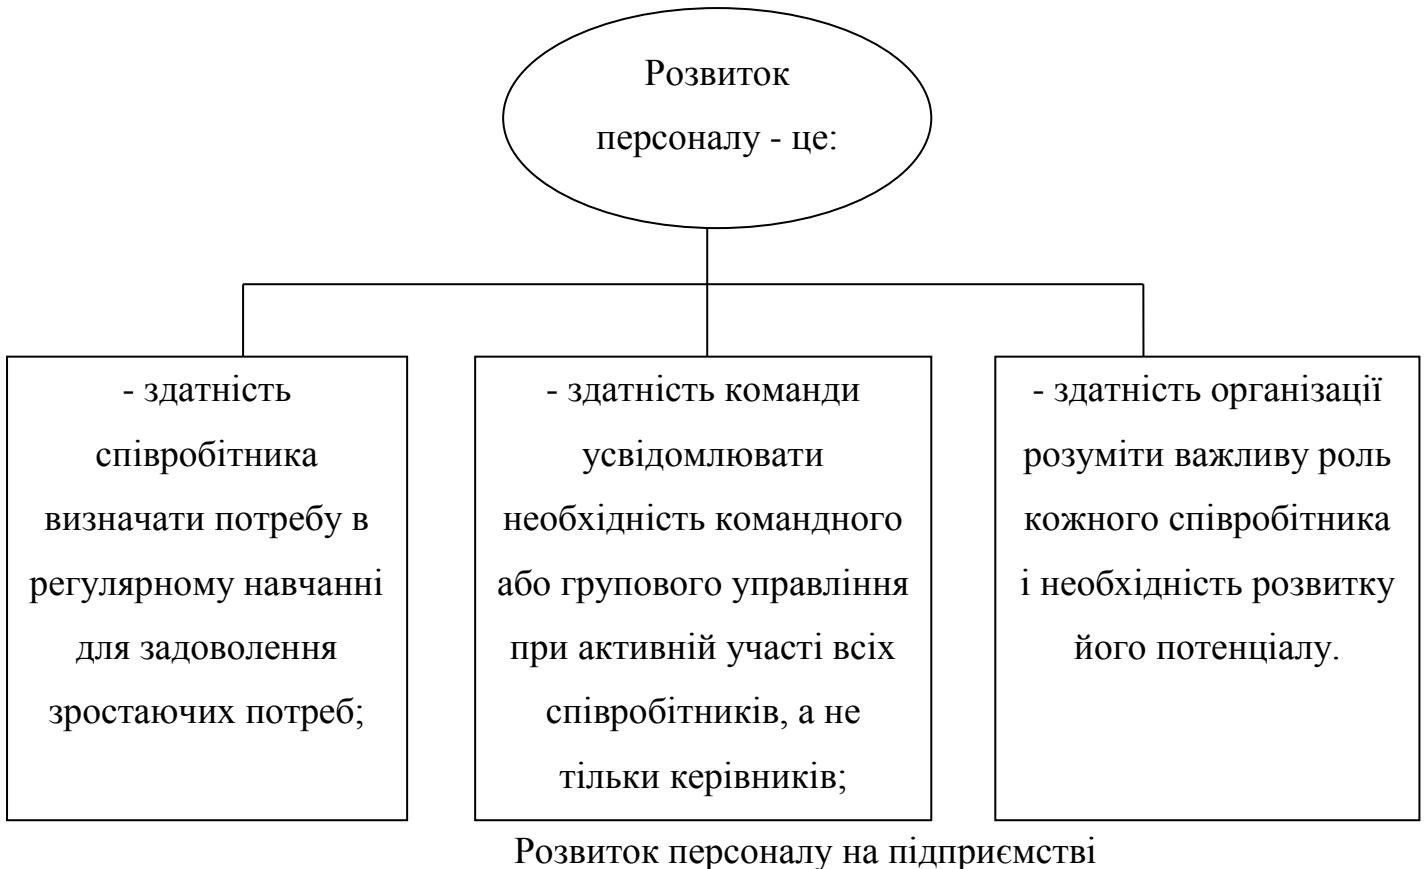 Розвиток
персоналу - це:
- здатність
співробітника
визначати потребу в
регулярному навчанні
для задоволення
зростаючих потреб;
- здатність команди
усвідомлювати
необхідність командного
або групового управління
при активній участі всіх
співробітників, а не
тільки керівників;
- здатність організації
розуміти важливу роль
кожного співробітника
і необхідність розвитку
його потенціалу.
Розвиток персоналу на підприємстві